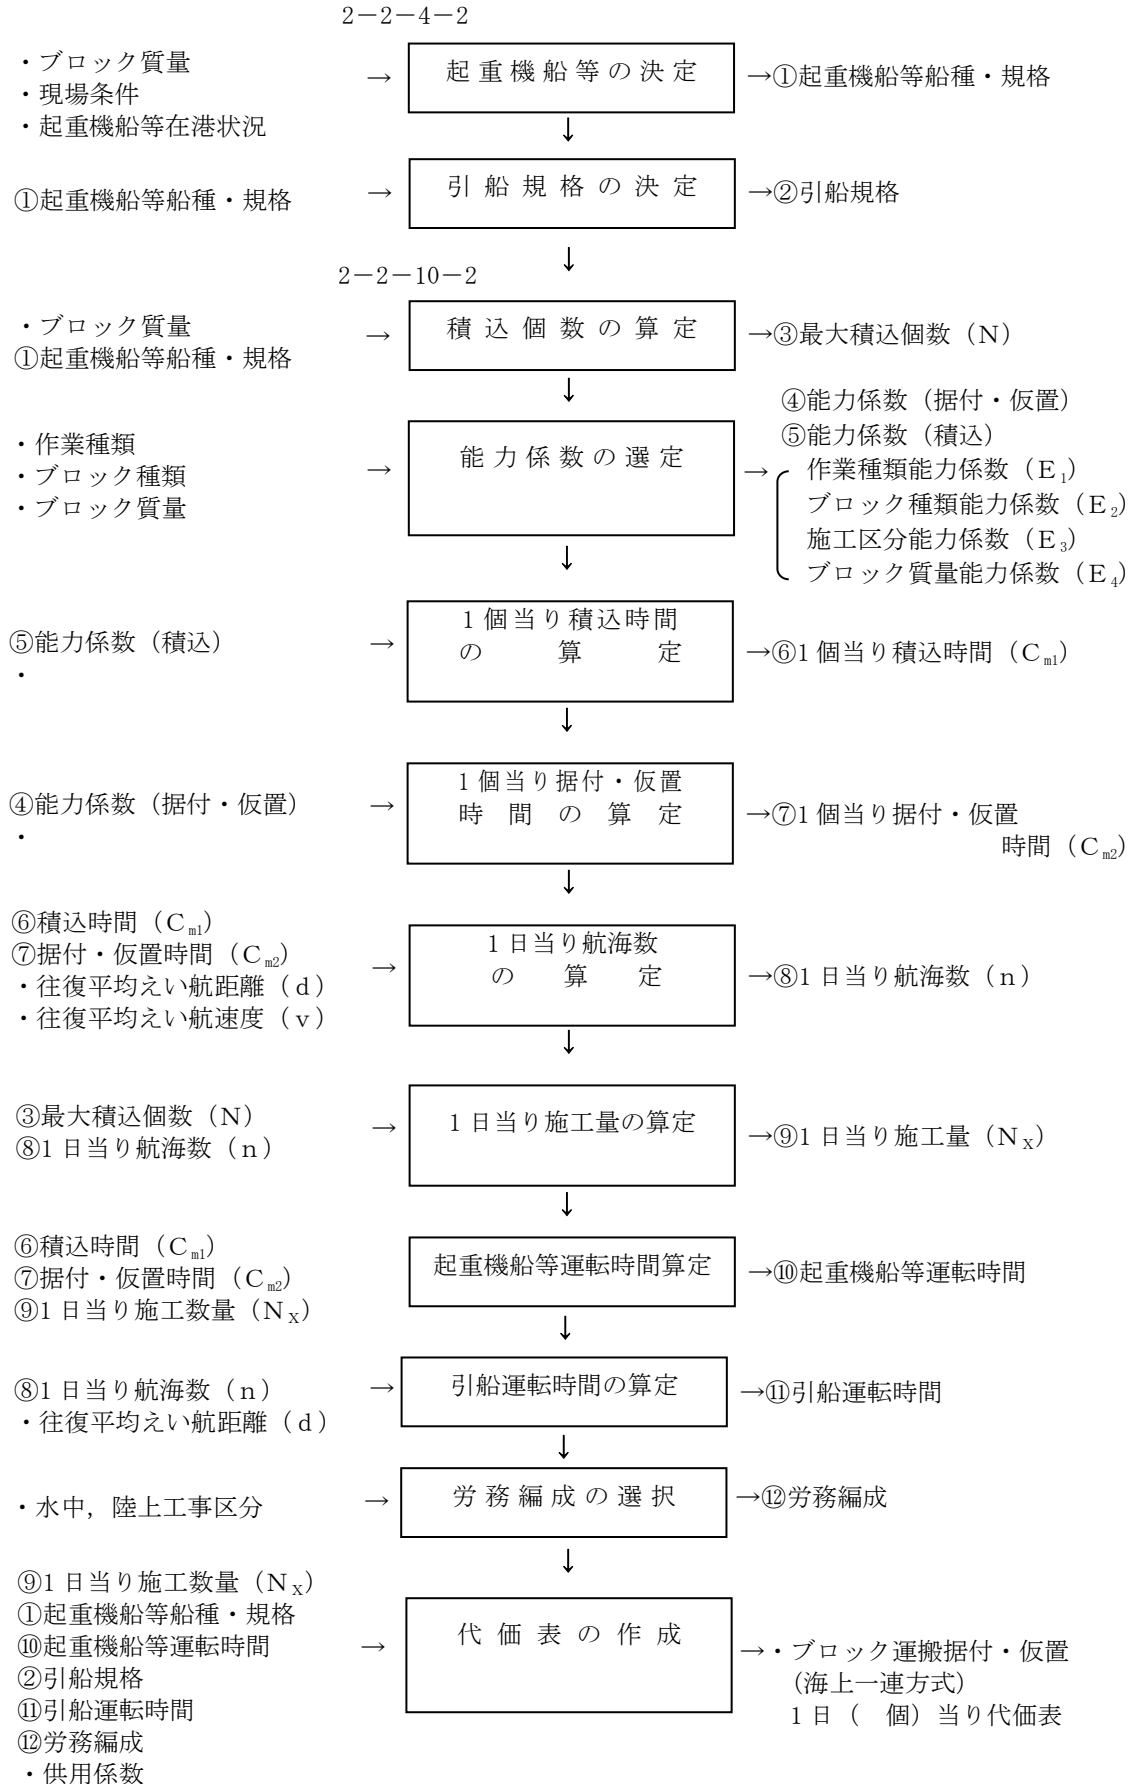 2-2-4-2
・ブロック質量
・現場条件
・起重機船等在港状況
→
起重機船等の決定
→①起重機船等船種・規格
↓
①起重機船等船種・規格
→
引船規格の決定
→②引船規格
↓
2-2-10-2
・ブロック質量
①起重機船等船種・規格
→
積込個数の算定
→③最大積込個数（N）
↓
・作業種類
・ブロック種類
・ブロック質量
→
能力係数の選定
→
④能力係数（据付・仮置）
⑤能力係数（積込）
作業種類能力係数（E₁）
ブロック種類能力係数（E₂）
施工区分能力係数（E₃）
ブロック質量能力係数（E₄）
↓
⑤能力係数（積込）
・
→
1個当り積込時間
の算定
→⑥1個当り積込時間（Cm1）
↓
④能力係数（据付・仮置）
・
→
1個当り据付・仮置
時間の算定
→⑦1個当り据付・仮置
時間（Cm2）
↓
⑥積込時間（Cm1）
⑦据付・仮置時間（Cm2）
・往復平均えい航距離（d）
・往復平均えい航速度（v）
→
1日当り航海数
の算定
→⑧1日当り航海数（n）
↓
③最大積込個数（N）
⑧1日当り航海数（n）
→
1日当り施工量の算定
→⑨1日当り施工量（NX）
↓
⑥積込時間（Cm1）
⑦据付・仮置時間（Cm2）
⑨1日当り施工数量（NX）
起重機船等運転時間算定
→⑩起重機船等運転時間
↓
⑧1日当り航海数（n）
・往復平均えい航距離（d）
→
引船運転時間の算定
→⑪引船運転時間
↓
・水中，陸上工事区分
→
労務編成の選択
→⑫労務編成
↓
⑨1日当り施工数量（NX）
①起重機船等船種・規格
⑩起重機船等運転時間
②引船規格
⑪引船運転時間
⑫労務編成
・供用係数
→
代価表の作成
→・ブロック運搬据付・仮置
（海上一連方式）
1日（　個）当り代価表